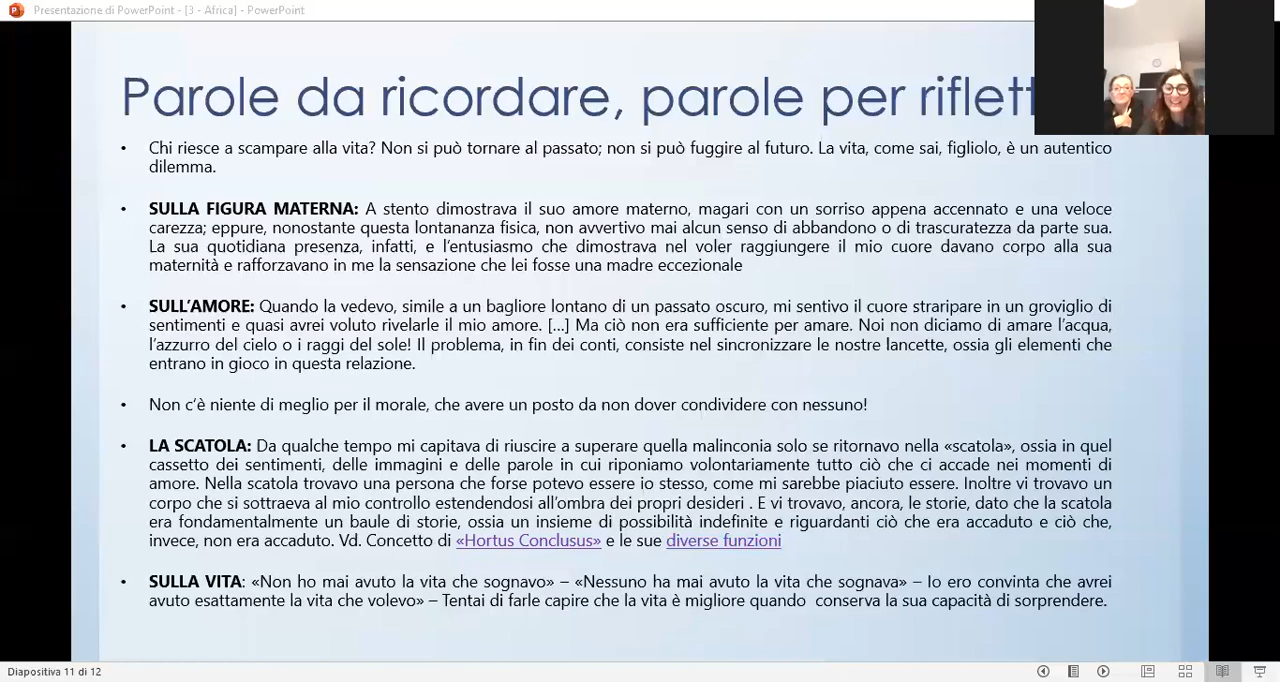 Presentazione di PowerPoint - [3 - Africa] - PowerPoint
Parole da ricordare, parole per riflett
• Chi riesce a scampare alla vita? Non si può tornare al passato; non si può fuggire al futuro. La vita, come sai, figliolo, è un autentico
dilemma.
• SULLA FIGURA MATERNA: A stento dimostrava il suo amore materno, magari con un sorriso appena accennato e una veloce
carezza; eppure, nonostante questa lontananza fisica, non avvertivo mai alcun senso di abbandono o di trascuratezza da parte sua.
La sua quotidiana presenza, infatti, e l'entusiasmo che dimostrava nel voler raggiungere il mio cuore davano corpo alla sua
maternità e rafforzavano in me la sensazione che lei fosse una madre eccezionale
• SULL'AMORE: Quando la vedevo, simile a un bagliore lontano di un passato oscuro, mi sentivo il cuore straripare in un groviglio di
sentimenti e quasi avrei voluto rivelarle il mio amore. [...] Ma ciò non era sufficiente per amare. Noi non diciamo di amare l'acqua,
l'azzurro del cielo o i raggi del sole! Il problema, in fin dei conti, consiste nel sincronizzare le nostre lancette, ossia gli elementi che
entrano in gioco in questa relazione.
• Non c'è niente di meglio per il morale, che avere un posto da non dover condividere con nessuno!
• LA SCATOLA: Da qualche tempo mi capitava di riuscire a superare quella malinconia solo se ritornavo nella «scatola», ossia in quel
cassetto dei sentimenti, delle immagini e delle parole in cui riponiamo volontariamente tutto ciò che ci accade nei momenti di
amore. Nella scatola trovavo una persona che forse potevo essere io stesso, come mi sarebbe piaciuto essere. Inoltre vi trovavo un
corpo che si sottraeva al mio controllo estendendosi all'ombra dei propri desideri . E vi trovavo, ancora, le storie, dato che la scatola
era fondamentalmente un baule di storie, ossia un insieme di possibilità indefinite e riguardanti ciò che era accaduto e ciò che,
invece, non era accaduto. Vd. Concetto di «Hortus Conclusus» e le sue diverse funzioni
• SULLA VITA: «Non ho mai avuto la vita che sognavo» – «Nessuno ha mai avuto la vita che sognava» – Io ero convinta che avrei
avuto esattamente la vita che volevo» – Tentai di farle capire che la vita è migliore quando conserva la sua capacità di sorprendere.
Diapositiva 11 di 12